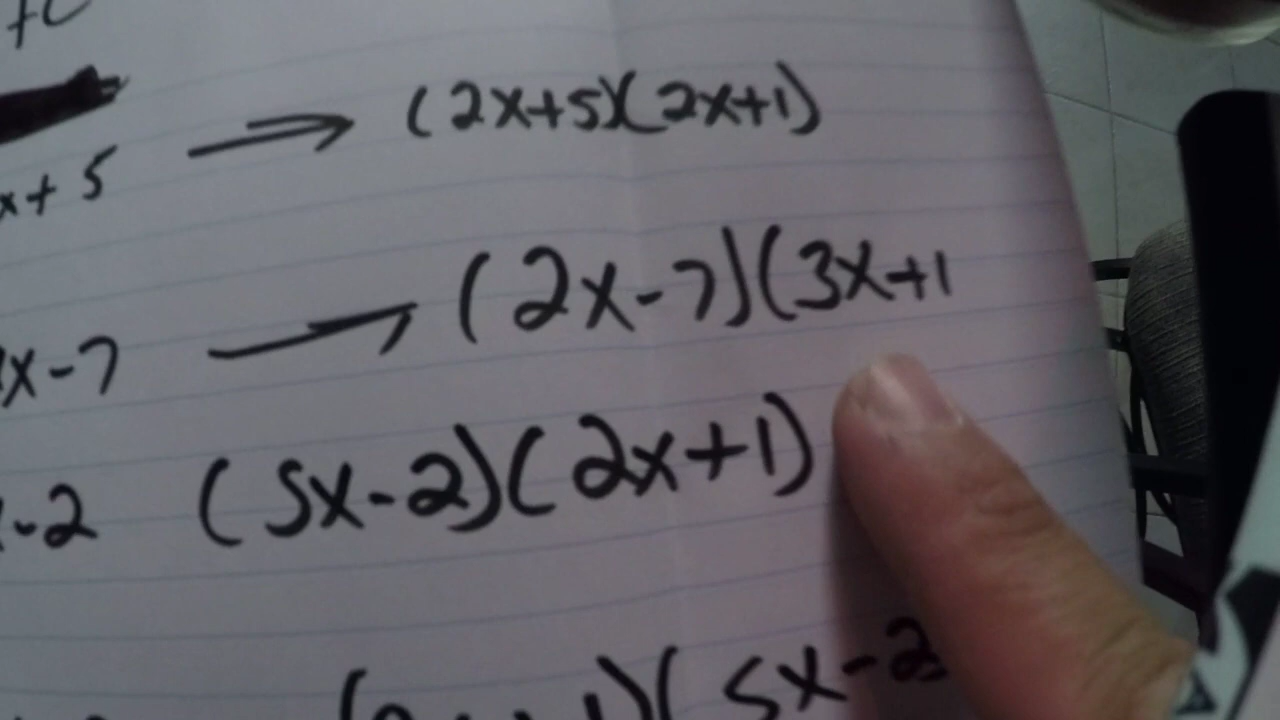 +c
x+5 → (2x+5)(2x+1)
x-7 → (2x-7)(3x+1
-2 (5x-2)(2x+1)
)(5x-2